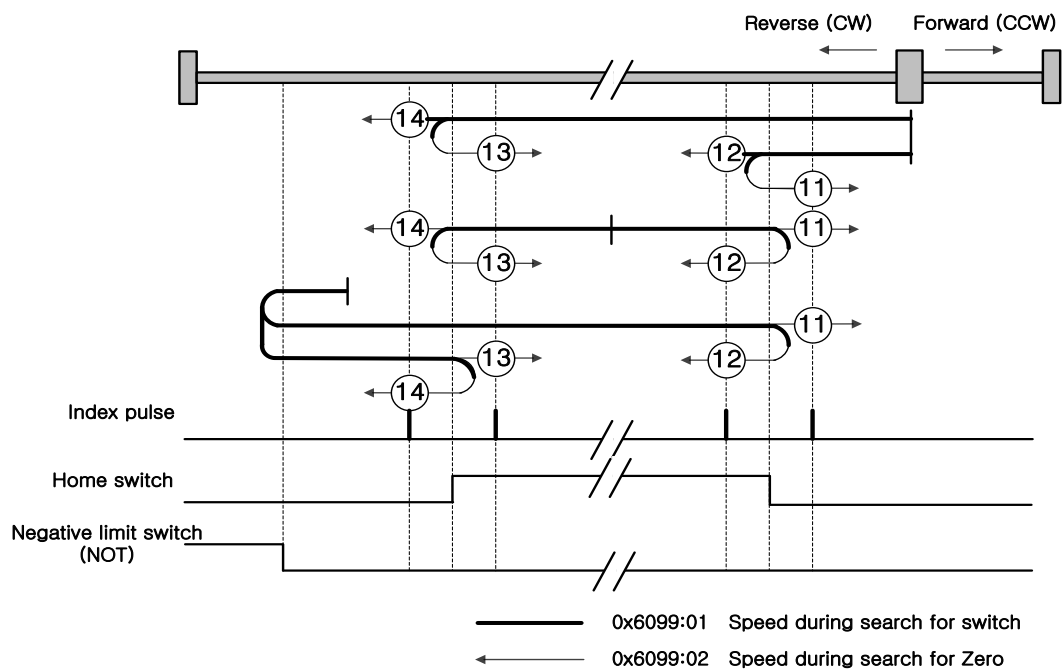 Reverse (CW) Forward (CCW)
14
13
12
11
14
11
13
12
11
12
13
14
Index pulse
Home switch
Negative limit switch
(NOT)
0x6099:01 Speed during search for switch
0x6099:02 Speed during search for Zero